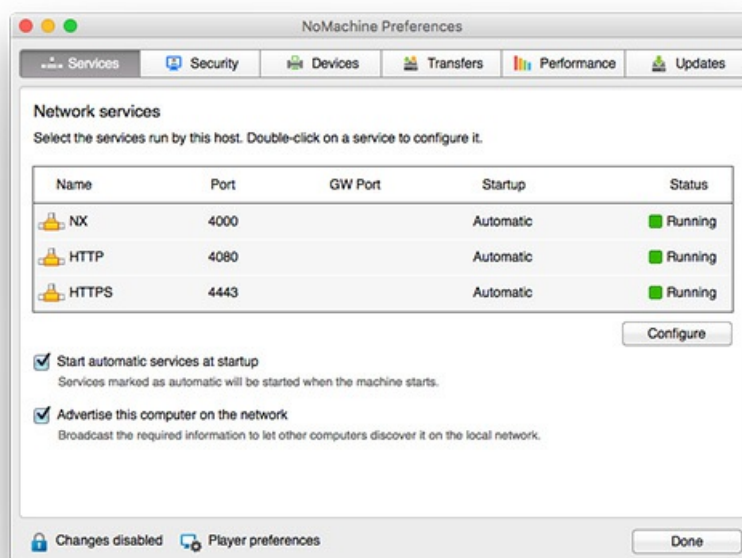 NoMachine Preferences
Services Security Devices Transfers Performance Updates
Network services
Select the services run by this host. Double-click on a service to configure it.
Name Port GW Port Startup Status
NX 4000 Automatic Running
HTTP 4080 Automatic Running
HTTPS 4443 Automatic Running
Configure
Start automatic services at startup
Services marked as automatic will be started when the machine starts.
Advertise this computer on the network
Broadcast the required information to let other computers discover it on the local network.
Changes disabled Player preferences Done